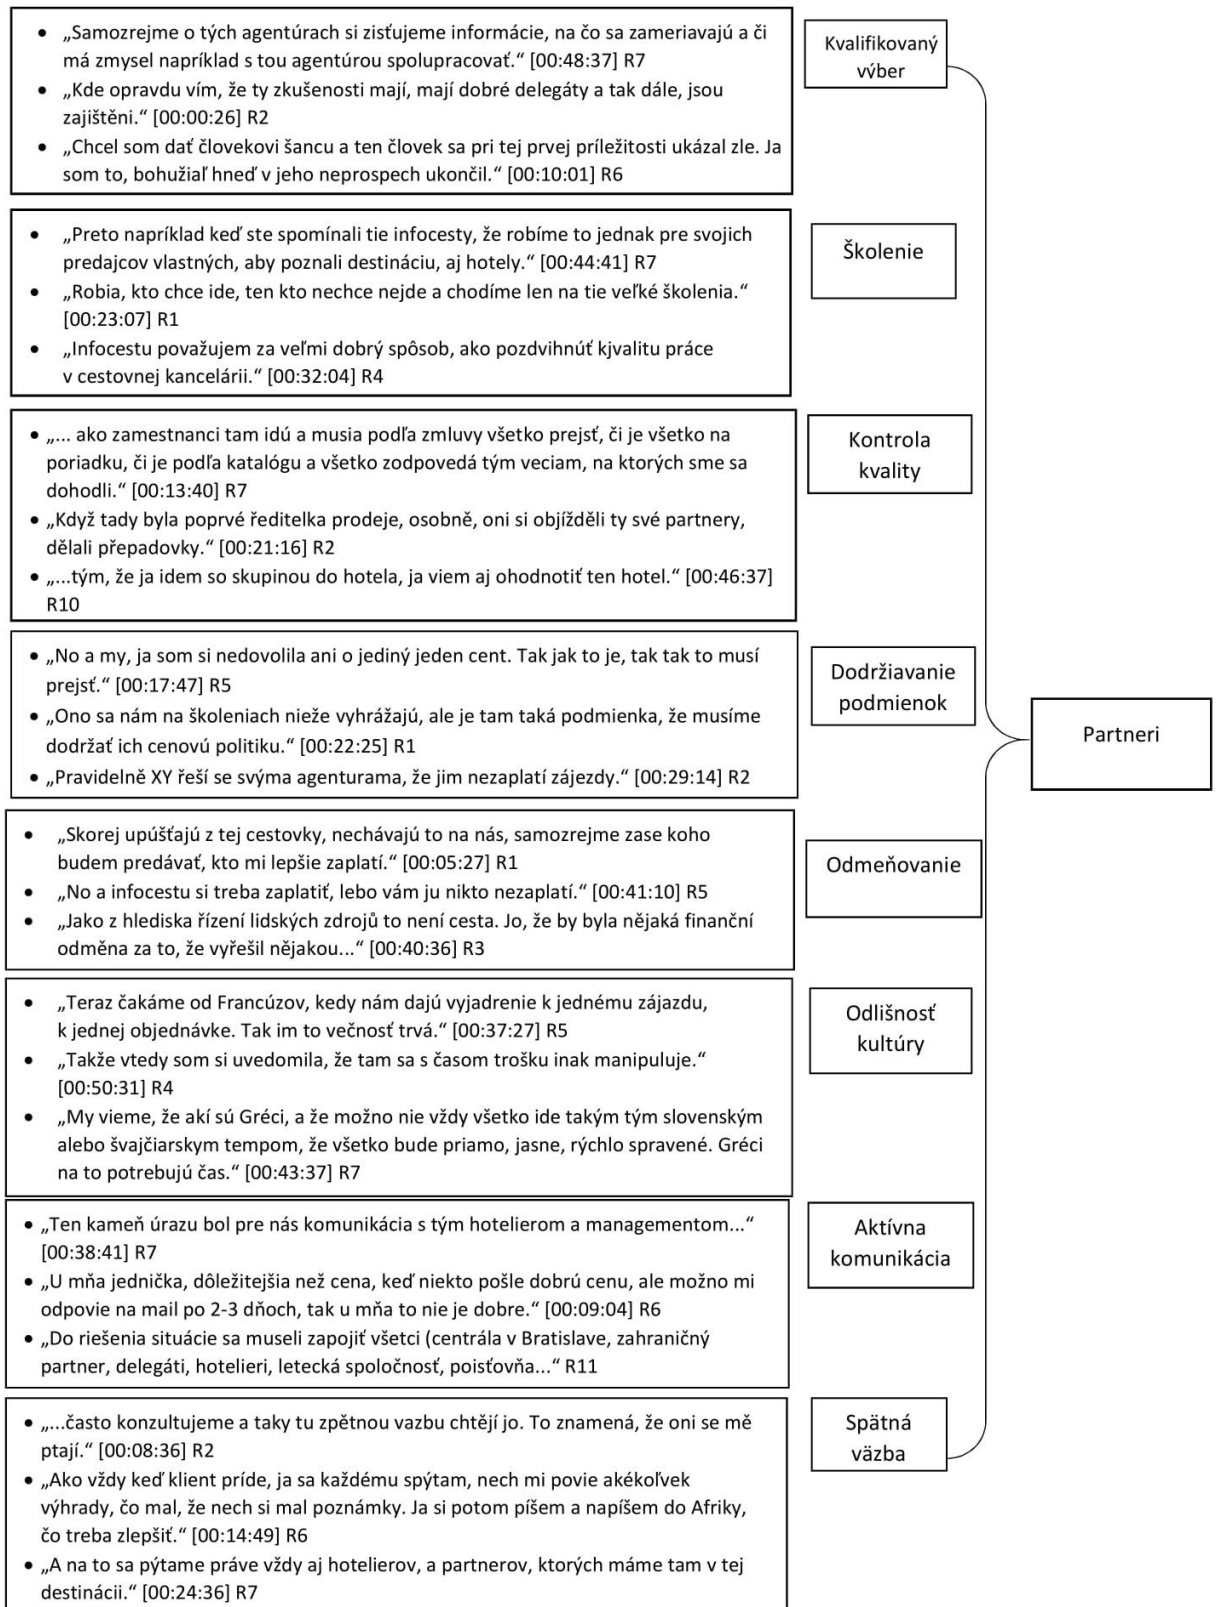 • „Samozrejme o tých agentúrach si zisťujeme informácie, na čo sa zameriavajú a či
má zmysel napríklad s tou agentúrou spolupracovať.“ [00:48:37] R7
• „Kde opravdu vím, že ty zkušenosti mají, mají dobré delegáty a tak dále, jsou
zajištěni.“ [00:00:26] R2
• „Chcel som dať človekovi šancu a ten človek sa pri tej prvej príležitosti ukázal zle. Ja
som to, bohužiaľ hneď v jeho neprospech ukončil.“ [00:10:01] R6
Kvalifikovaný
výber
• „Preto napríklad keď ste spomínali tie infocesty, že robíme to jednak pre svojich
predajcov vlastných, aby poznali destináciu, aj hotely.“ [00:44:41] R7
• „Robia, kto chce ide, ten kto nechce nejde a chodíme len na tie veľké školenia.“
[00:23:07] R1
• „Infocestu považujem za veľmi dobrý spôsob, ako pozdvihnúť kjvalitu práce
v cestovnej kancelárii.“ [00:32:04] R4
Školenie
• „... ako zamestnanci tam idú a musia podľa zmluvy všetko prejsť, či je všetko na
poriadku, či je podľa katalógu a všetko zodpovedá tým veciam, na ktorých sme sa
dohodli.“ [00:13:40] R7
• „Když tady byla poprvé ředitelka prodeje, osobně, oni si objížděli ty své partnery,
dělali přepadovky.“ [00:21:16] R2
• „...tým, že ja idem so skupinou do hotela, ja viem aj ohodnotiť ten hotel.“ [00:46:37]
R10
Kontrola
kvality
• „No a my, ja som si nedovolila ani o jediný jeden cent. Tak jak to je, tak tak to musí
prejsť.“ [00:17:47] R5
• „Ono sa nám na školeniach nieže vyhrážajú, ale je tam taká podmienka, že musíme
dodržať ich cenovú politiku.“ [00:22:25] R1
• „Pravidelně XY řeší se svýma agenturama, že jim nezaplatí zájezdy.“ [00:29:14] R2
Dodržiavanie
podmienok
Partneri
• „Skorej upúšťajú z tej cestovky, nechávajú to na nás, samozrejme zase koho
budem predávať, kto mi lepšie zaplatí.“ [00:05:27] R1
• „No a infocestu si treba zaplatiť, lebo vám ju nikto nezaplatí.“ [00:41:10] R5
• „Jako z hlediska řízení lidských zdrojů to není cesta. Jo, že by byla nějaká finanční
odměna za to, že vyřešil nějakou...“ [00:40:36] R3
Odmeňovanie
• „Teraz čakáme od Francúzov, kedy nám dajú vyjadrenie k jednému zájazdu,
k jednej objednávke. Tak im to večnosť trvá.“ [00:37:27] R5
• „Takže vtedy som si uvedomila, že tam sa s časom trošku inak manipuluje.“
[00:50:31] R4
• „My vieme, že akí sú Gréci, a že možno nie vždy všetko ide takým tým slovenským
alebo švajčiarskym tempom, že všetko bude priamo, jasne, rýchlo spravené. Gréci
na to potrebujú čas.“ [00:43:37] R7
Odlišnosť
kultúry
• „Ten kameň úrazu bol pre nás komunikácia s tým hotelierom a managementom...“
[00:38:41] R7
• „U mňa jednička, dôležitejšia než cena, keď niekto pošle dobrú cenu, ale možno mi
odpovie na mail po 2-3 dňoch, tak u mňa to nie je dobre.“ [00:09:04] R6
• „Do riešenia situácie sa museli zapojiť všetci (centrála v Bratislave, zahraničný
partner, delegáti, hotelieri, letecká spoločnosť, poisťovňa...“ R11
Aktívna
komunikácia
• „...často konzultujeme a taky tu zpětnou vazbu chtějí jo. To znamená, že oni se mě
ptají.“ [00:08:36] R2
• „Ako vždy keď klient príde, ja sa každému spýtam, nech mi povie akékoľvek
výhrady, čo mal, že nech si mal poznámky. Ja si potom píšem a napíšem do Afriky,
čo treba zlepšiť.“ [00:14:49] R6
• „A na to sa pýtame práve vždy aj hotelierov, a partnerov, ktorých máme tam v tej
destinácii.“ [00:24:36] R7
Spätná
väzba